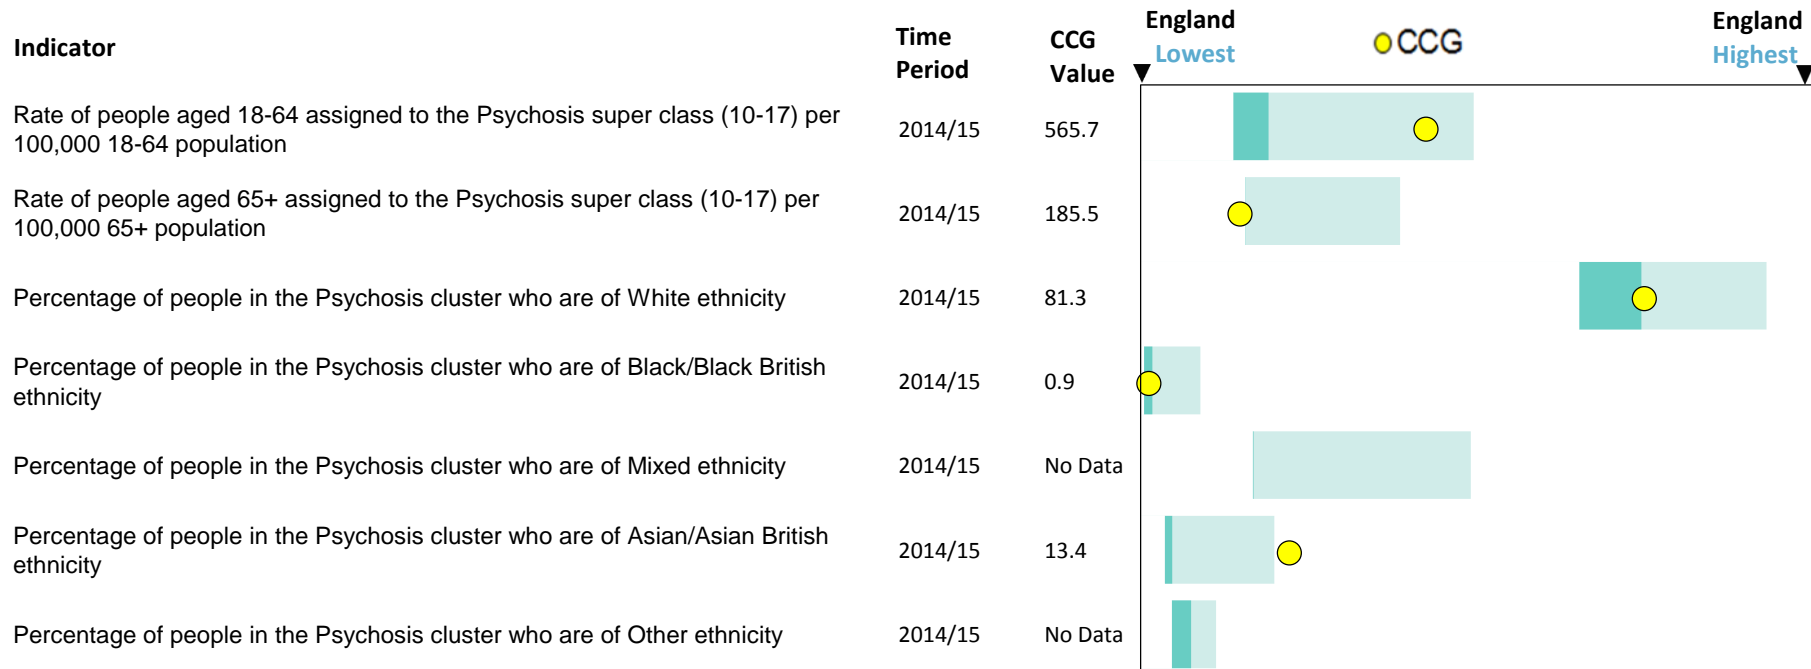 Indicator
Time Period
CCG Value
England Lowest
CCG
England Highest
Rate of people aged 18-64 assigned to the Psychosis super class (10-17) per
100,000 18-64 population
2014/15
565.7
Rate of people aged 65+ assigned to the Psychosis super class (10-17) per
100,000 65+ population
2014/15
185.5
Percentage of people in the Psychosis cluster who are of White ethnicity
2014/15
81.3
Percentage of people in the Psychosis cluster who are of Black/Black British
ethnicity
2014/15
0.9
Percentage of people in the Psychosis cluster who are of Mixed ethnicity
2014/15
No Data
Percentage of people in the Psychosis cluster who are of Asian/Asian British
ethnicity
2014/15
13.4
Percentage of people in the Psychosis cluster who are of Other ethnicity
2014/15
No Data